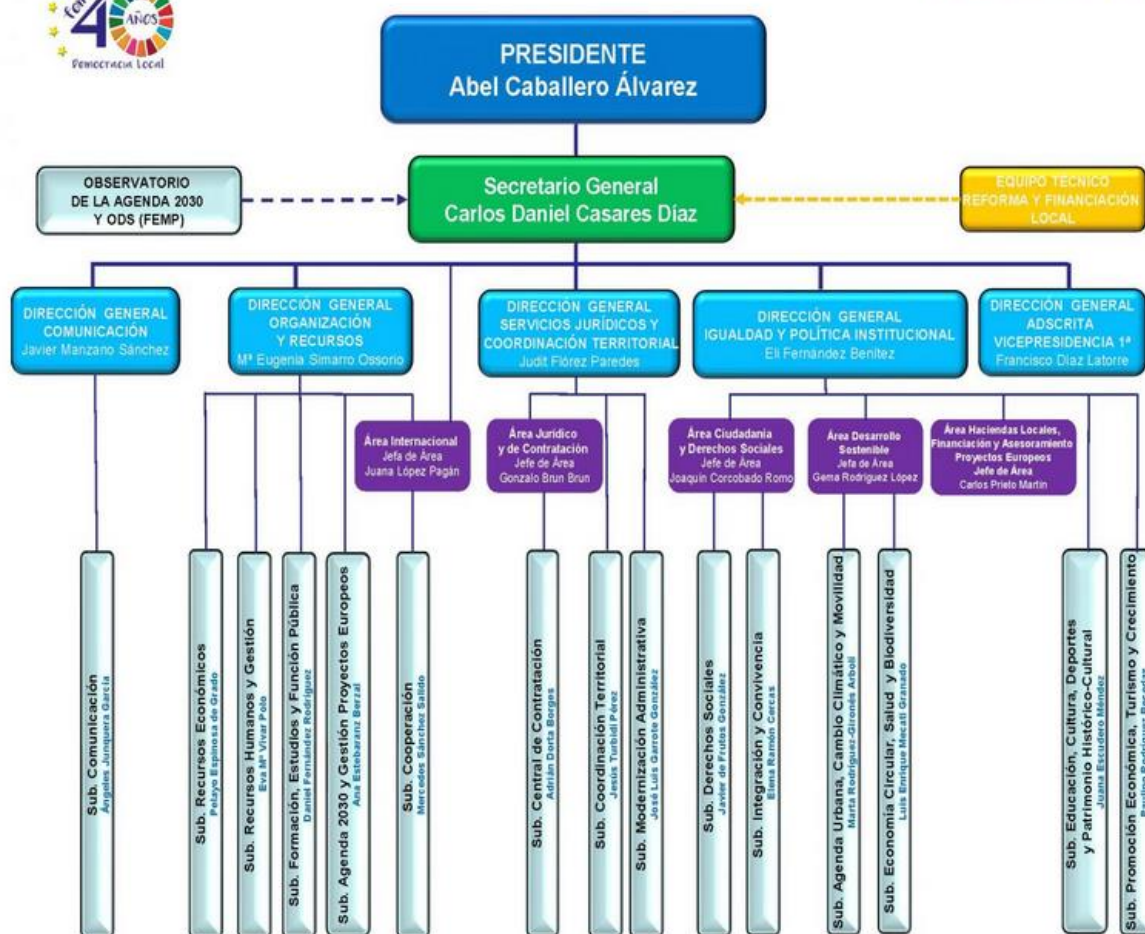 40
AÑOS
Democracia Local
PRESIDENTE
Abel Caballero Álvarez
OBSERVATORIO
DE LA AGENDA 2030
Y ODS (FEMP)
Secretario General
Carlos Daniel Casares Díaz
EQUIPO TÉCNICO
REFORMA Y FINANCIACIÓN
LOCAL
DIRECCIÓN GENERAL
COMUNICACIÓN
Javier Manzano Sánchez
DIRECCIÓN GENERAL
ORGANIZACIÓN
Y RECURSOS
Mª Eugenia Simarro Ossorio
DIRECCIÓN GENERAL
SERVICIOS JURÍDICOS Y
COORDINACIÓN TERRITORIAL
Judit Flórez Paredes
DIRECCIÓN GENERAL
IGUALDAD Y POLÍTICA INSTITUCIONAL
Eli Fernández Benítez
DIRECCIÓN GENERAL
ADSCRITA
VICEPRESIDENCIA 1ª
Francisco Díaz Latorre
Área Internacional
Jefa de Área
Juana López Pagán
Área Jurídico
y de Contratación
Jefe de Área
Gonzalo Brun Brun
Área Ciudadanía
y Derechos Sociales
Jefe de Área
Joaquín Corcobado Romo
Área Desarrollo
Sostenible
Jefa de Área
Gema Rodríguez López
Área Haciendas Locales,
Financiación y Asesoramiento
Proyectos Europeos
Jefe de Área
Carlos Prieto Martín
Sub. Comunicación
Ángeles Junquera García
Sub. Recursos Económicos
Pelayo Espinosa de Grado
Sub. Recursos Humanos y Gestión
Eva Mª Vivar Polo
Sub. Formación, Estudios y Función Pública
Daniel Fernández Rodríguez
Sub. Agenda 2030 y Gestión Proyectos Europeos
Ana Estebaranz Berzal
Sub. Cooperación
Mercedes Sánchez Salido
Sub. Central de Contratación
Adrián Dorta Borges
Sub. Coordinación Territorial
Jesús Turbidí Pérez
Sub. Modernización Administrativa
José Luis Garrote González
Sub. Derechos Sociales
Javier de Frutos González
Sub. Integración y Convivencia
Elena Ramón Cercas
Sub. Agenda Urbana, Cambio Climático y Movilidad
Marta Rodríguez-Gironés Arbolí
Sub. Economía Circular, Salud y Biodiversidad
Luis Enrique Mecati Granado
Sub. Educación, Cultura, Deportes
y Patrimonio Histórico-Cultural
Juana Escudero Méndez
Sub. Promoción Económica, Turismo y Crecimiento